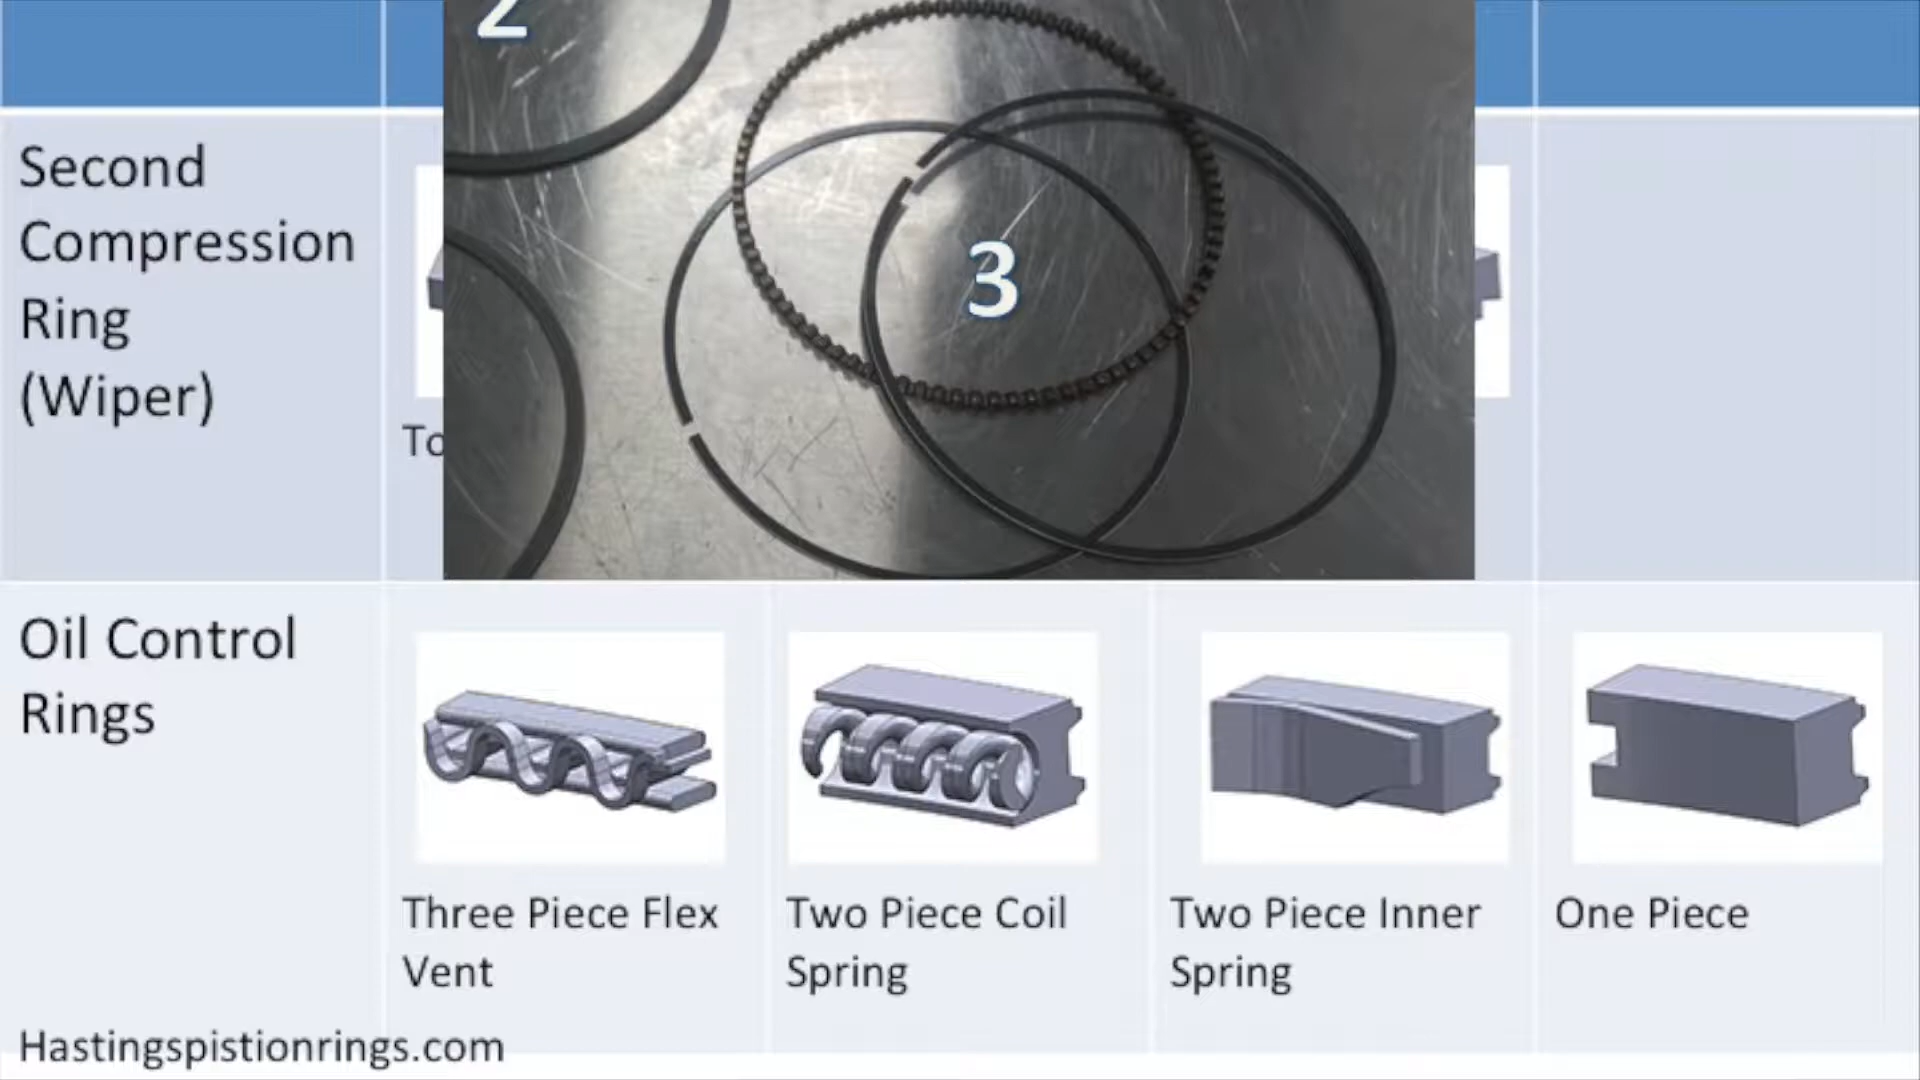 2
Second
Compression
Ring
(Wiper)
3
Oil Control
Rings
Three Piece Flex
Vent
Two Piece Coil
Spring
Two Piece Inner
Spring
One Piece
Hastingspistionrings.com